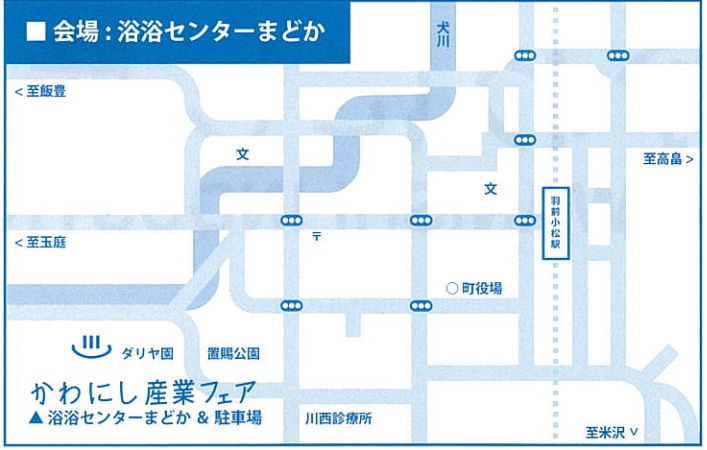 ■ 会場 : 浴浴センターまどか
犬川
< 至飯豊
文
至高畠 >
文
羽前小松駅
〒
< 至玉庭
○ 町役場
ダリヤ園
置賜公園
かわにし産業フェア
▲ 浴浴センターまどか & 駐車場
川西診療所
至米沢 ∨